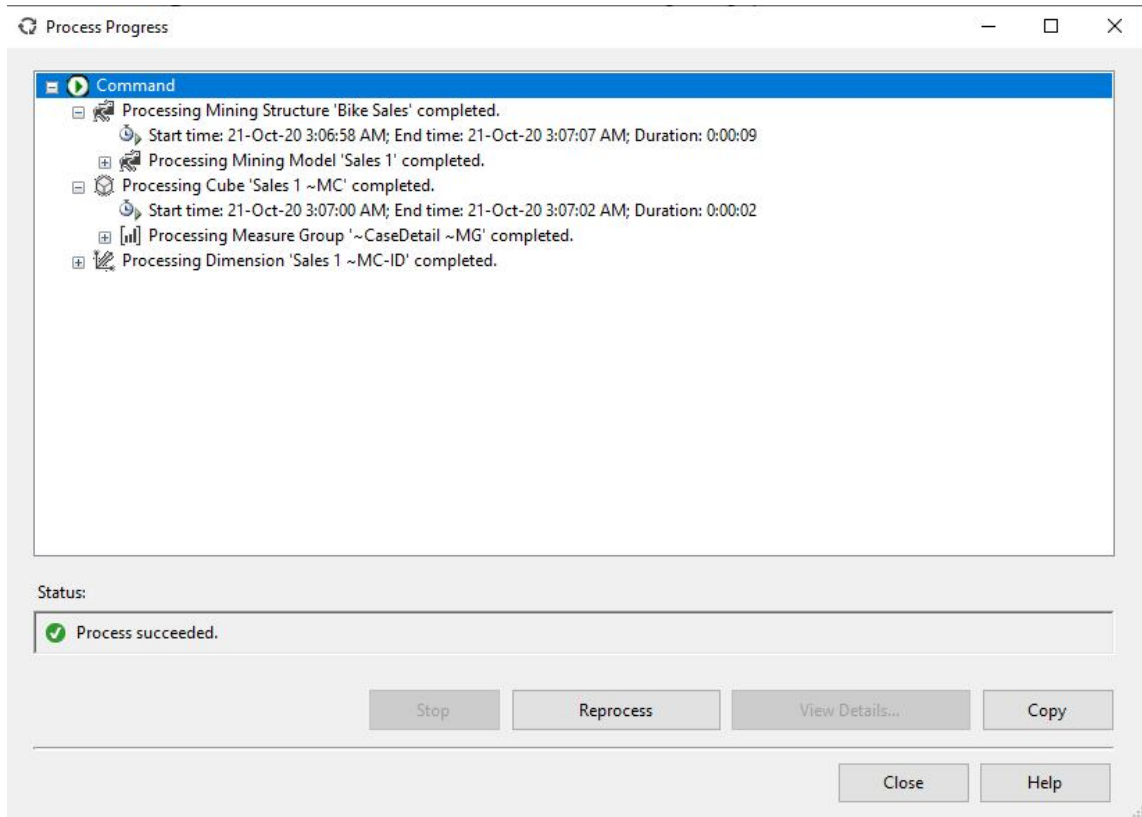 Process Progress
Command
Processing Mining Structure 'Bike Sales' completed.
Start time: 21-Oct-20 3:06:58 AM; End time: 21-Oct-20 3:07:07 AM; Duration: 0:00:09
Processing Mining Model 'Sales 1' completed.
Processing Cube 'Sales 1 ~MC' completed.
Start time: 21-Oct-20 3:07:00 AM; End time: 21-Oct-20 3:07:02 AM; Duration: 0:00:02
Processing Measure Group '~CaseDetail ~MG' completed.
Processing Dimension 'Sales 1 ~MC-ID' completed.
Status:
Process succeeded.
Stop Reprocess View Details... Copy
Close Help